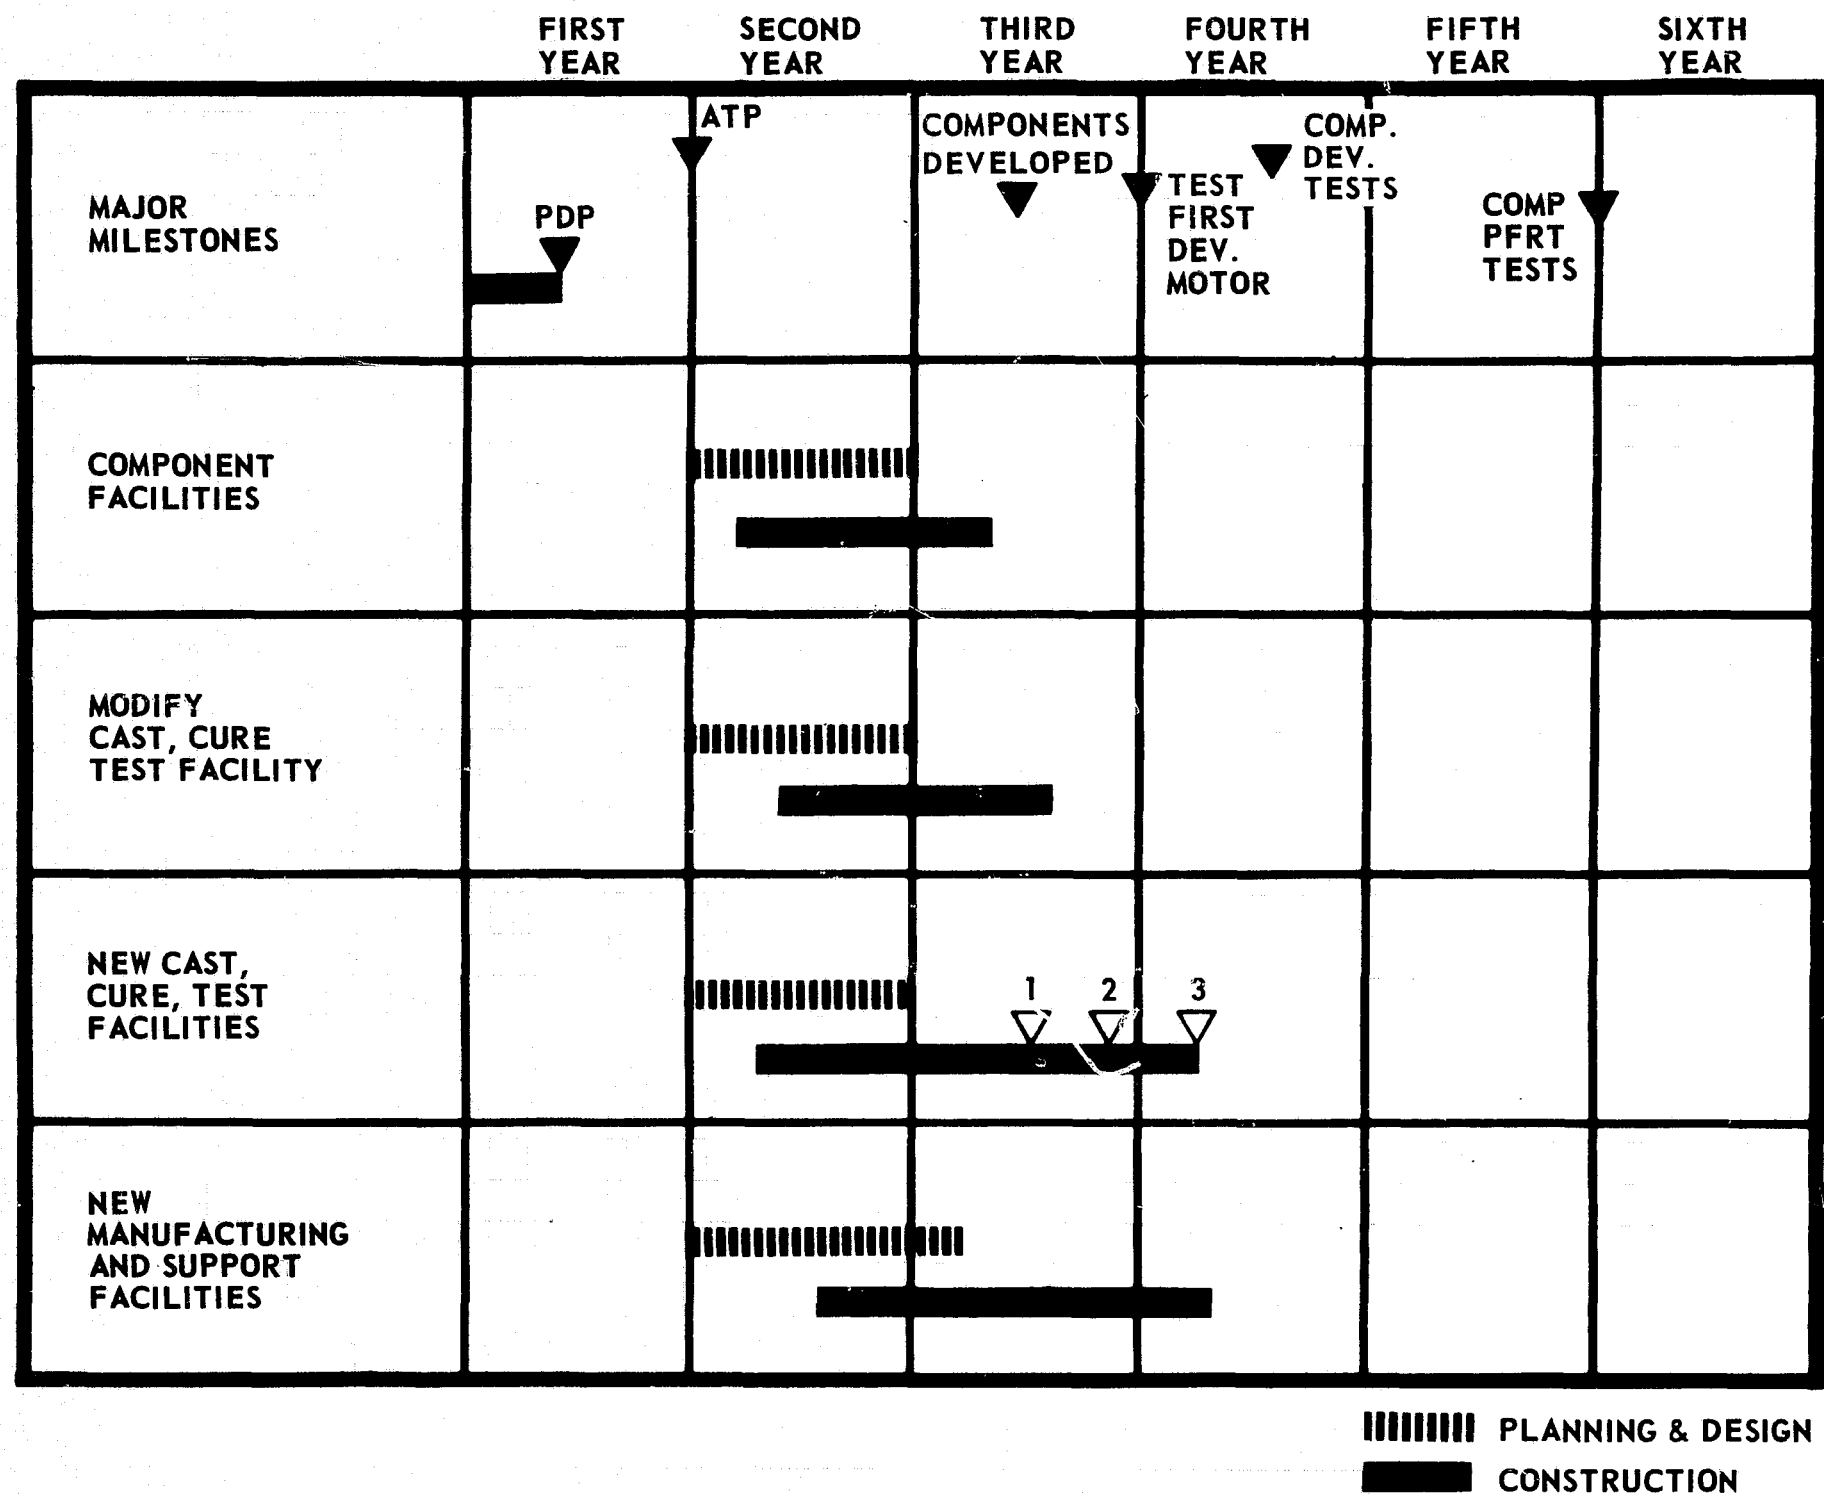 FIRST YEAR
SECOND YEAR
THIRD YEAR
FOURTH YEAR
FIFTH YEAR
SIXTH YEAR
MAJOR
MILESTONES
PDP
ATP
COMPONENTS
DEVELOPED
TEST
FIRST
DEV.
MOTOR
COMP.
DEV.
TESTS
COMP
PFRT
TESTS
COMPONENT
FACILITIES
MODIFY
CAST, CURE
TEST FACILITY
NEW CAST,
CURE, TEST
FACILITIES
1 2 3
NEW
MANUFACTURING
AND SUPPORT
FACILITIES
PLANNING & DESIGN
CONSTRUCTION